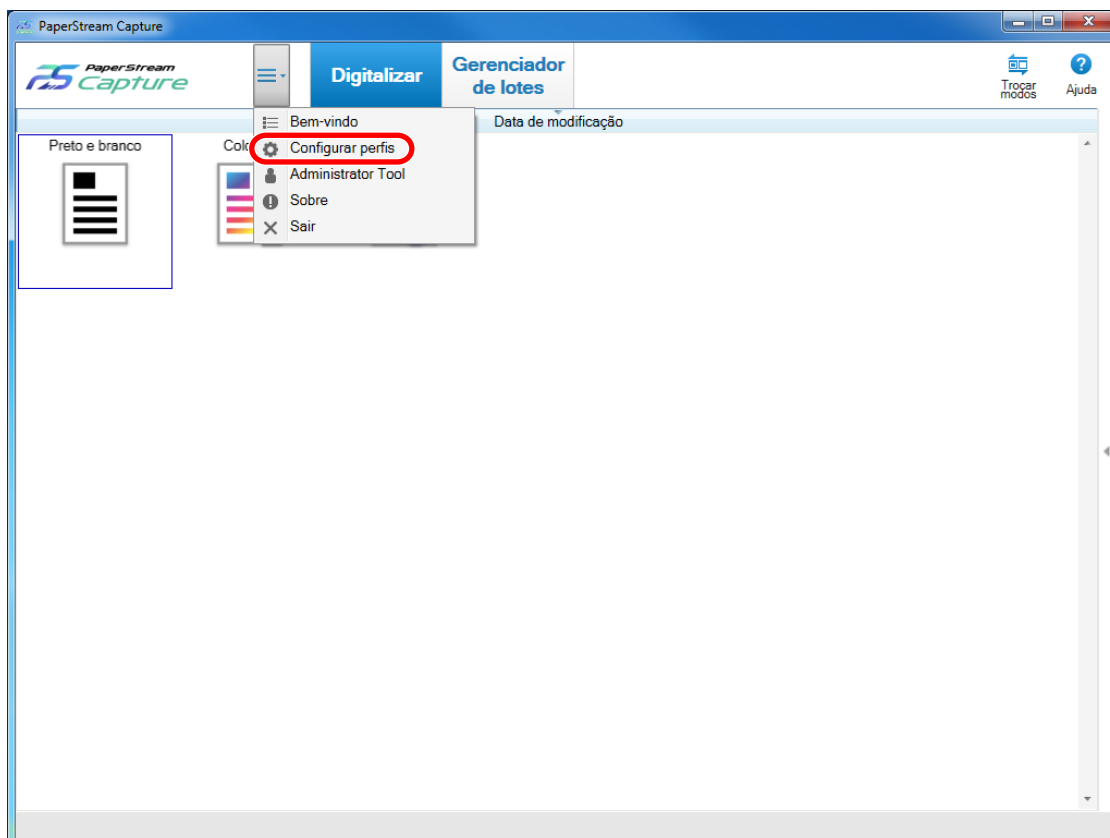 PaperStream Capture
PaperStream
Capture
Digitalizar
Gerenciador
de lotes
Trocar
modos
Ajuda
Data de modificação
Bem-vindo
Configurar perfis
Administrator Tool
Sobre
Sair
Preto e branco